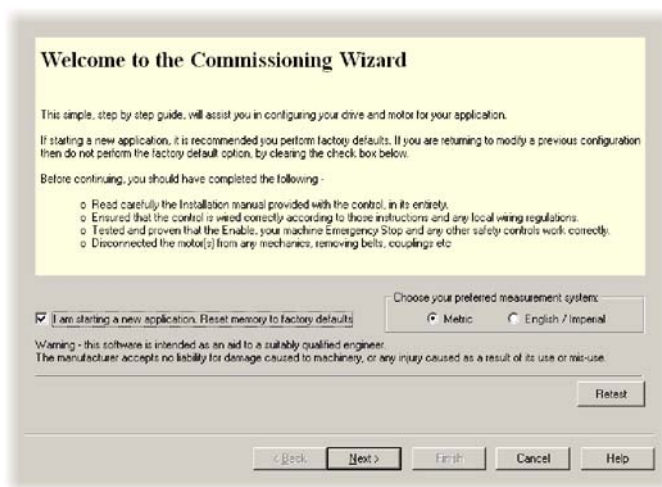 Welcome to the Commissioning Wizard
This simple, step by step guide, will assist you in configuring your drive and motor for your application.
If starting a new application, it is recommended you perform factory defaults. If you are returning to modify a previous configuration
then do not perform the factory default option, by clearing the check box below.
Before continuing, you should have completed the following -
o Read carefully the Installation manual provided with the control, in its entirety.
o Ensured that the control is wired correctly according to those instructions and any local wiring regulations.
o Tested and proven that the Enable, your machine Emergency Stop and any other safety controls work correctly.
o Disconnected the motor(s) from any mechanics, removing belts, couplings etc
Choose your preferred measurement system:
I am starting a new application. Reset memory to factory defaults
Metric
English / Imperial
Warning - this software is intended as an aid to a suitably qualified engineer.
The manufacturer accepts no liability for damage caused to machinery, or any injury caused as a result of its use or mis-use.
Retest
< Back
Next >
Finish
Cancel
Help